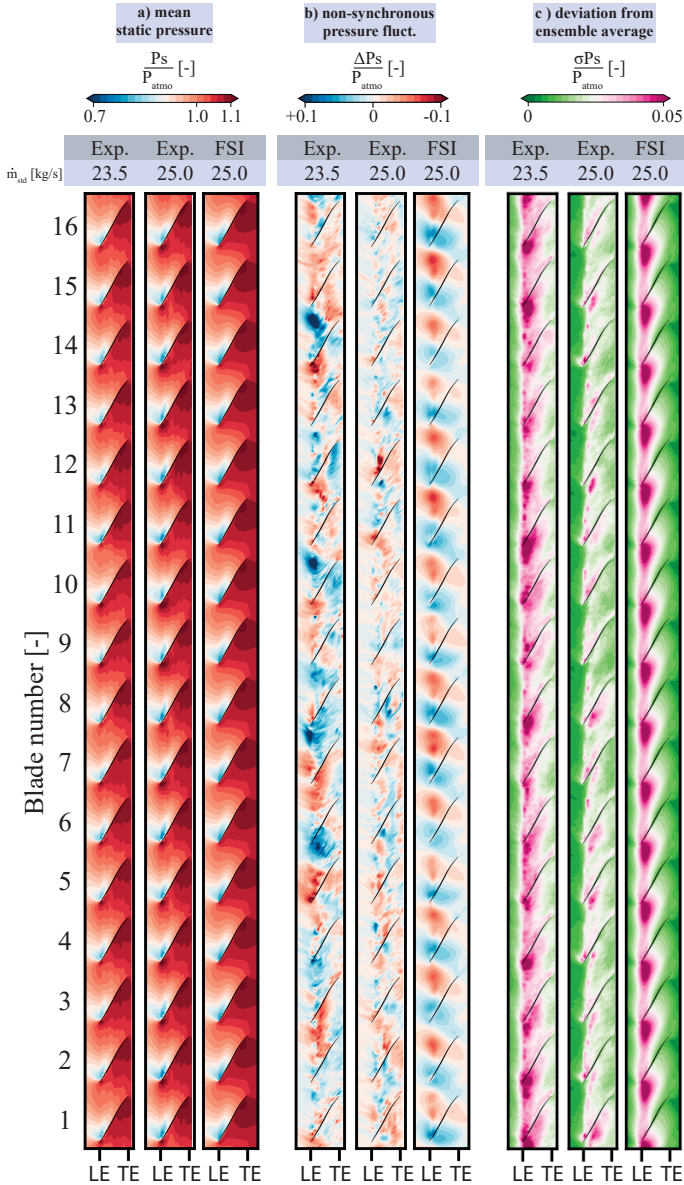 a) mean
static pressure
b) non-synchronous
pressure fluct.
c ) deviation from
ensemble average
Ps
P_atmo [-]
ΔPs
P_atmo [-]
σPs
P_atmo [-]
0.7 1.0 1.1
+0.1 0 -0.1
0 0.05
Exp. Exp. FSI
Exp. Exp. FSI
Exp. Exp. FSI
ṁ_std [kg/s] 23.5 25.0 25.0
23.5 25.0 25.0
23.5 25.0 25.0
Blade number [-]
16
15
14
13
12
11
10
9
8
7
6
5
4
3
2
1
LE TE LE TE LE TE
LE TE LE TE LE TE
LE TE LE TE LE TE